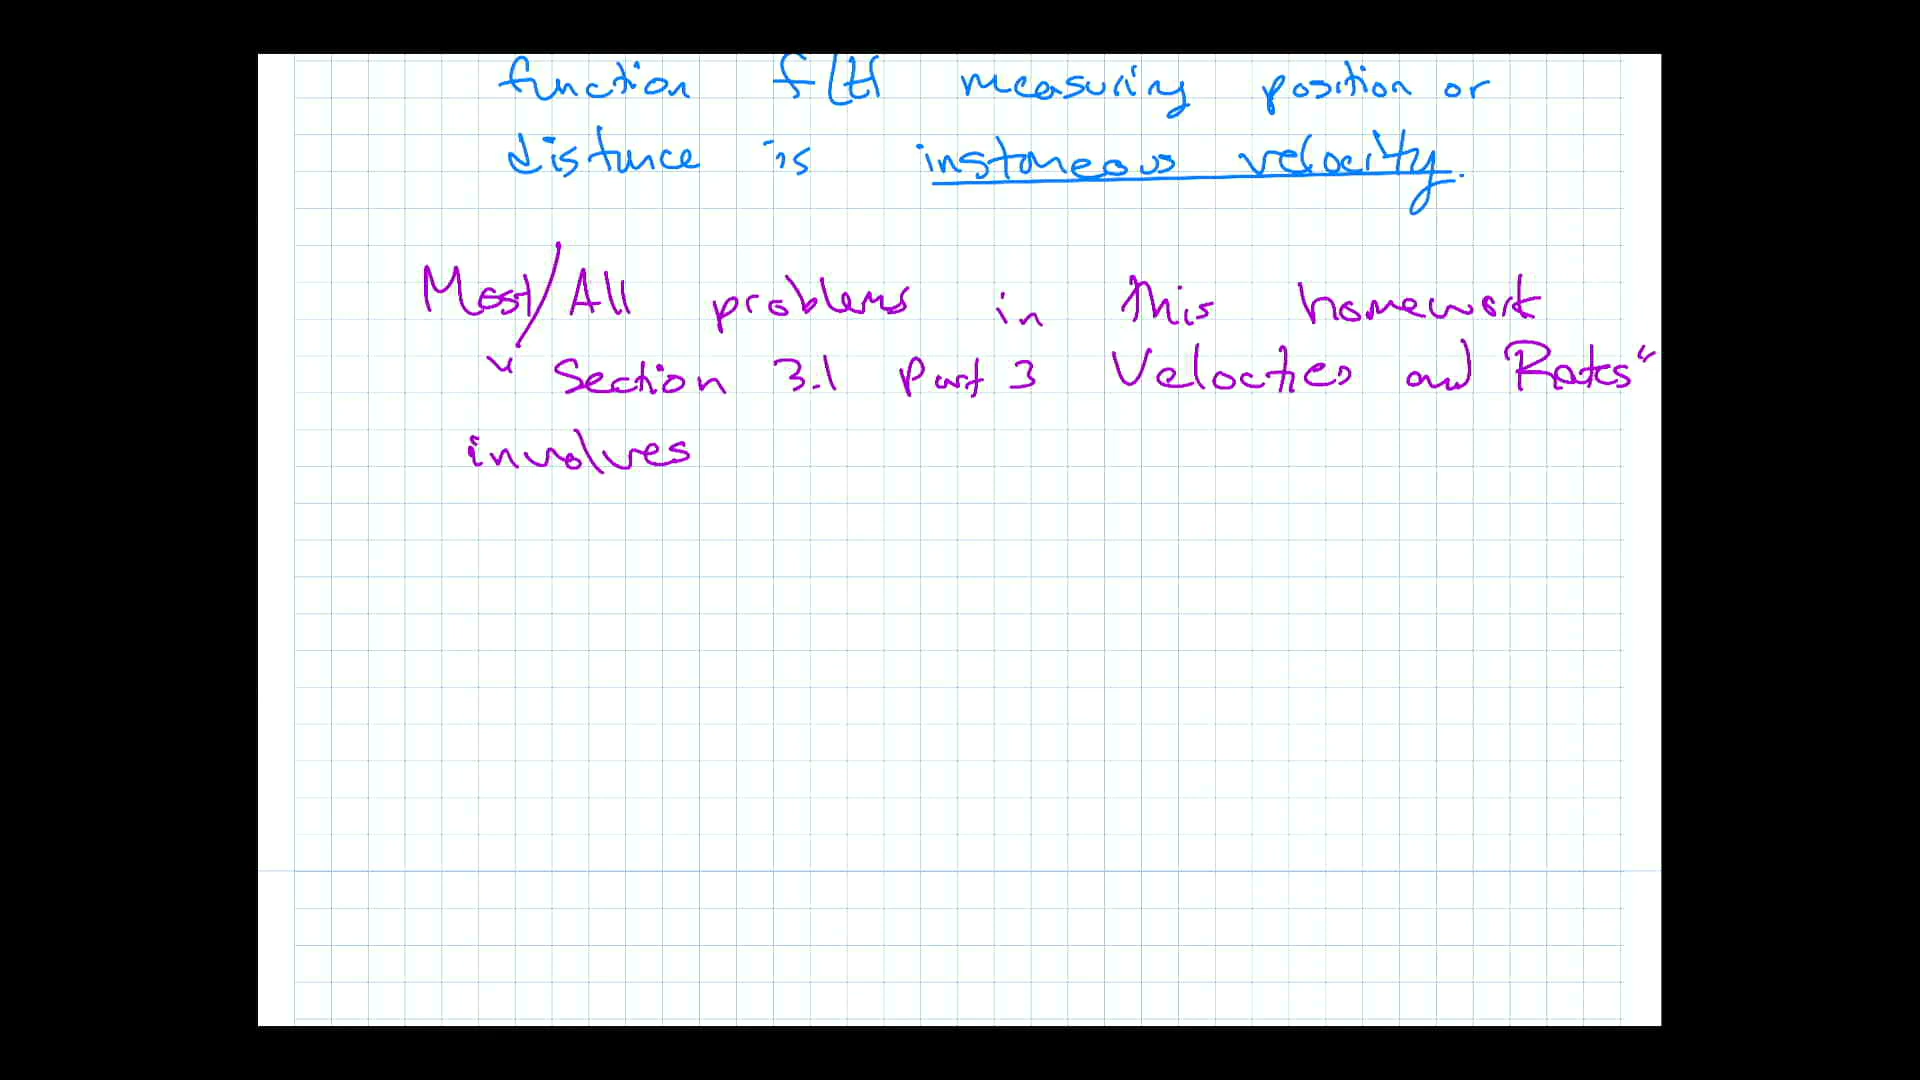 function f(t) measuring position or
distance is instaneous velocity.
Most/All problems in this homework
" Section 3.1 Part 3 Velocties and Rates"
involves